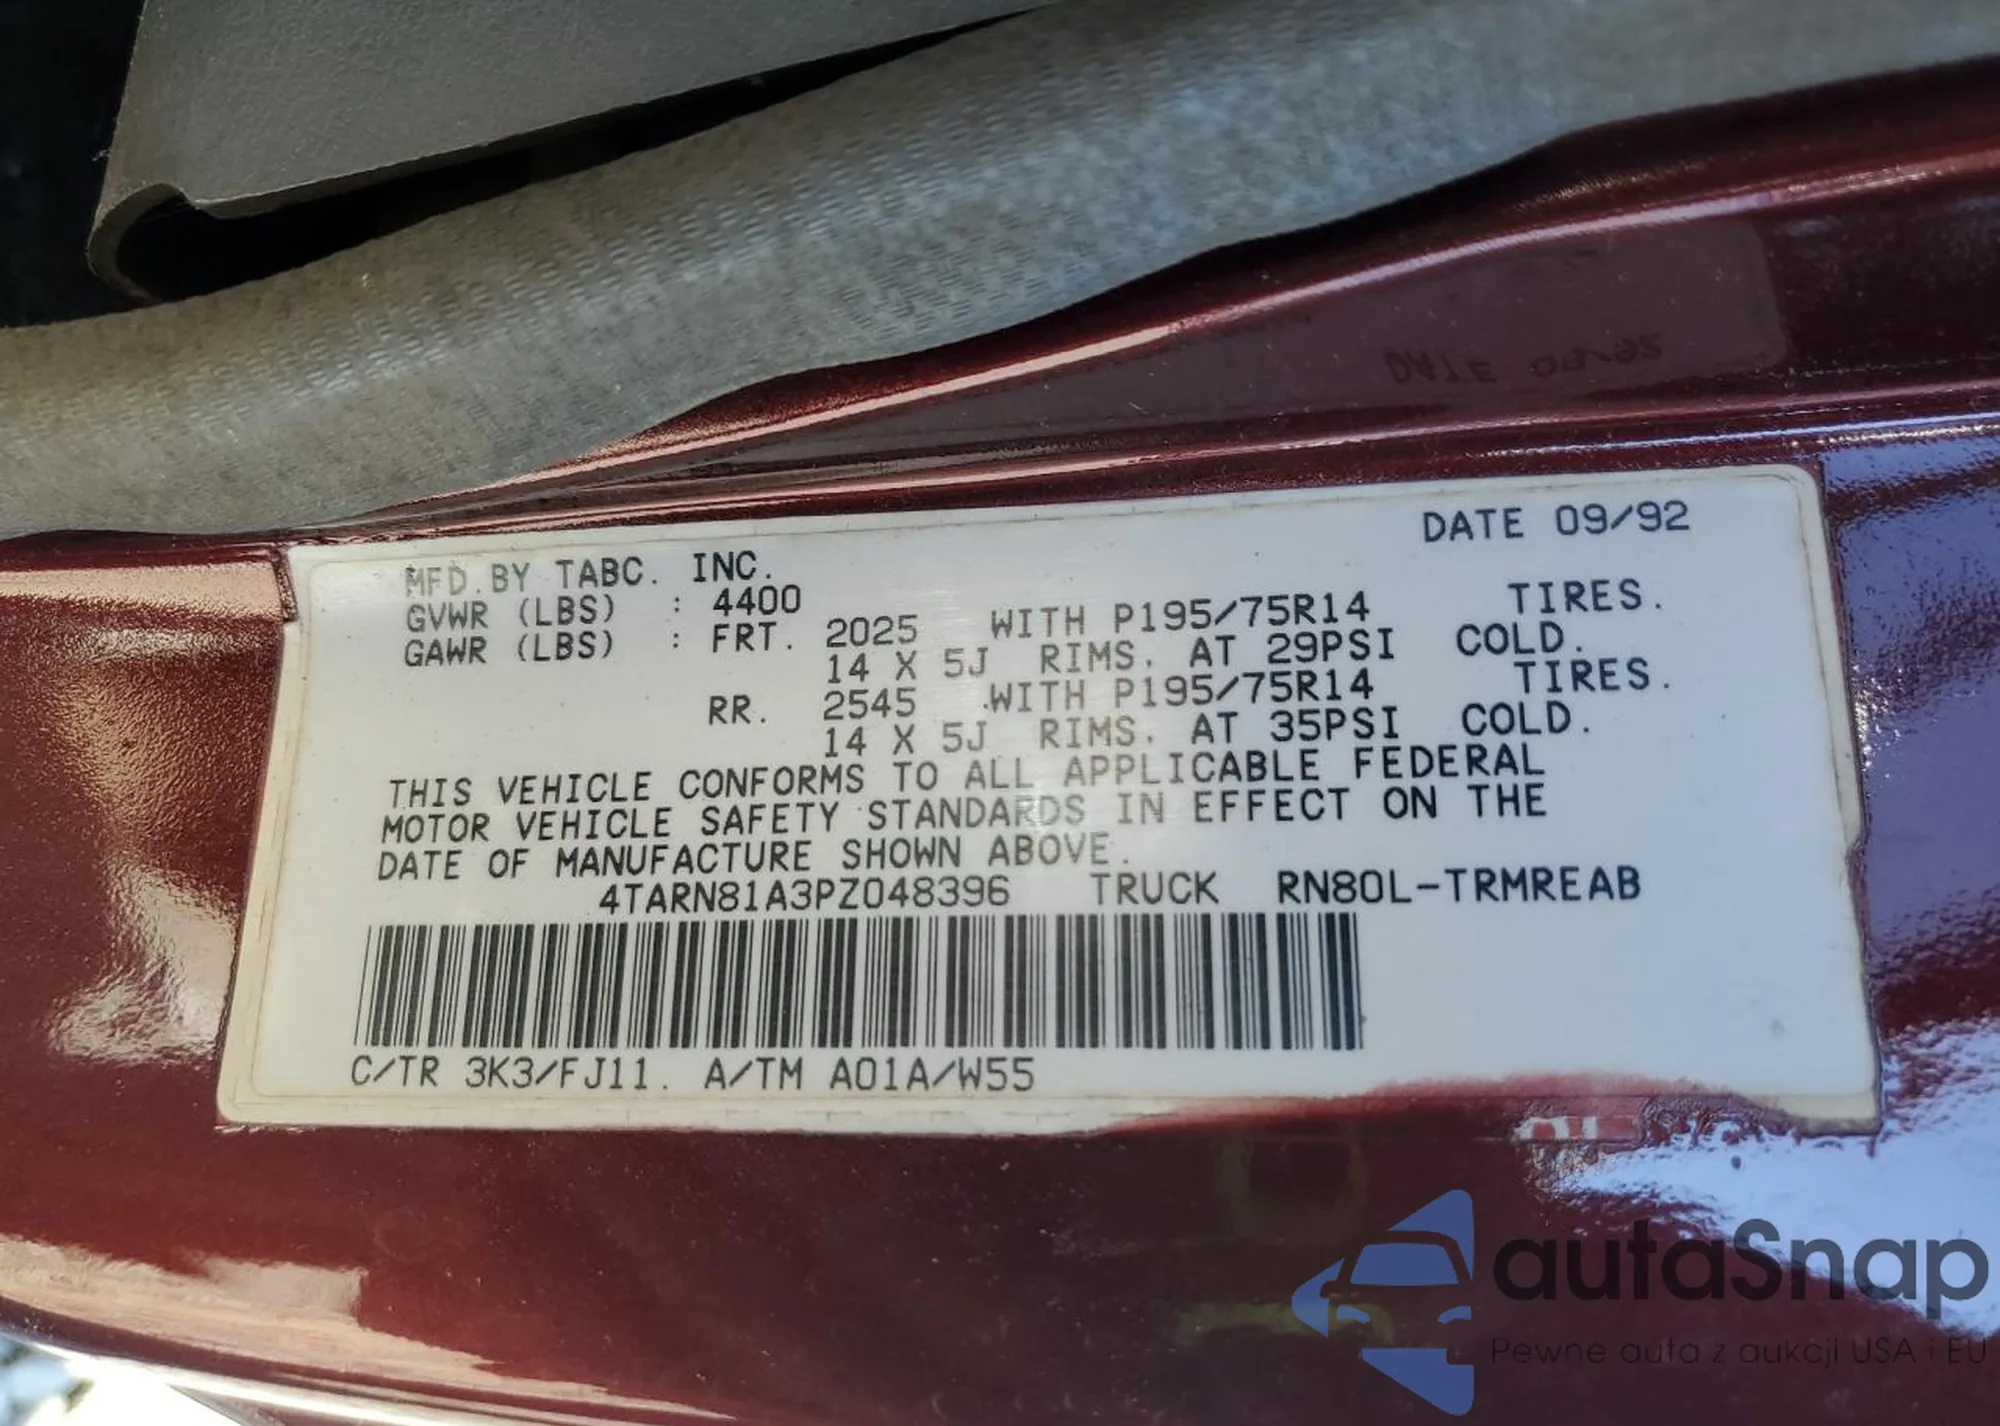 DATE 09/92
MFD.BY TABC. INC.
GVWR (LBS) : 4400
GAWR (LBS) : FRT. 2025 WITH P195/75R14 TIRES.
14 X 5J RIMS. AT 29PSI COLD.
RR. 2545 WITH P195/75R14 TIRES.
14 X 5J RIMS. AT 35PSI COLD.
THIS VEHICLE CONFORMS TO ALL APPLICABLE FEDERAL
MOTOR VEHICLE SAFETY STANDARDS IN EFFECT ON THE
DATE OF MANUFACTURE SHOWN ABOVE.
4TARN81A3PZ048396 TRUCK RN80L-TRMREAB
C/TR 3K3/FJ11. A/TM A01A/W55
autaSnap
Pewne auta z aukcji USA i EU